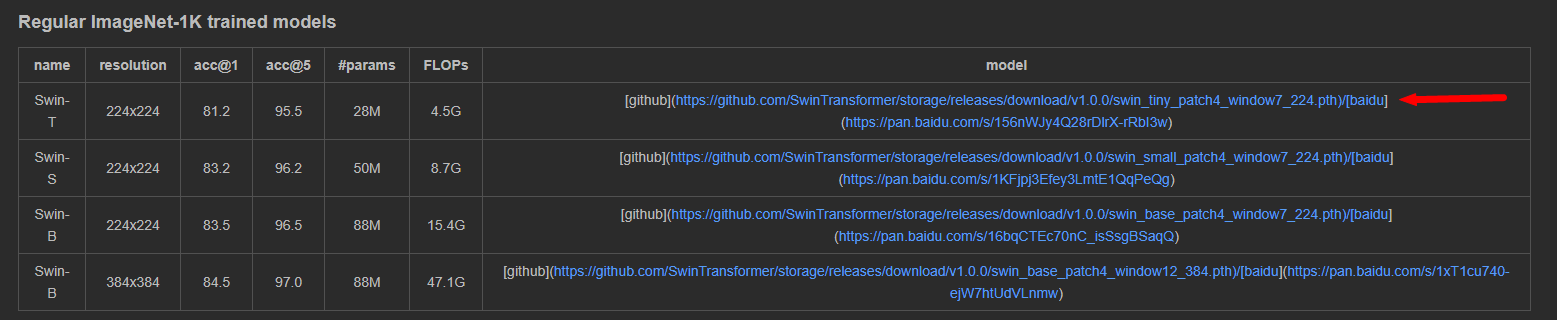 Regular ImageNet-1K trained models
name resolution acc@1 acc@5 #params FLOPs model
Swin-
T 224x224 81.2 95.5 28M 4.5G [github](https://github.com/SwinTransformer/storage/releases/download/v1.0.0/swin_tiny_patch4_window7_224.pth)/[baidu]
(https://pan.baidu.com/s/156nWJy4Q28rDlrX-rRbI3w)
Swin-
S 224x224 83.2 96.2 50M 8.7G [github](https://github.com/SwinTransformer/storage/releases/download/v1.0.0/swin_small_patch4_window7_224.pth)/[baidu]
(https://pan.baidu.com/s/1KFjpj3Efey3LmtE1QqPeQg)
Swin-
B 224x224 83.5 96.5 88M 15.4G [github](https://github.com/SwinTransformer/storage/releases/download/v1.0.0/swin_base_patch4_window7_224.pth)/[baidu]
(https://pan.baidu.com/s/16bqCTEc70nC_isSsgBSaqQ)
Swin-
B 384x384 84.5 97.0 88M 47.1G [github](https://github.com/SwinTransformer/storage/releases/download/v1.0.0/swin_base_patch4_window12_384.pth)/[baidu](https://pan.baidu.com/s/1xT1cu740-
ejW7htUdVLnmw)